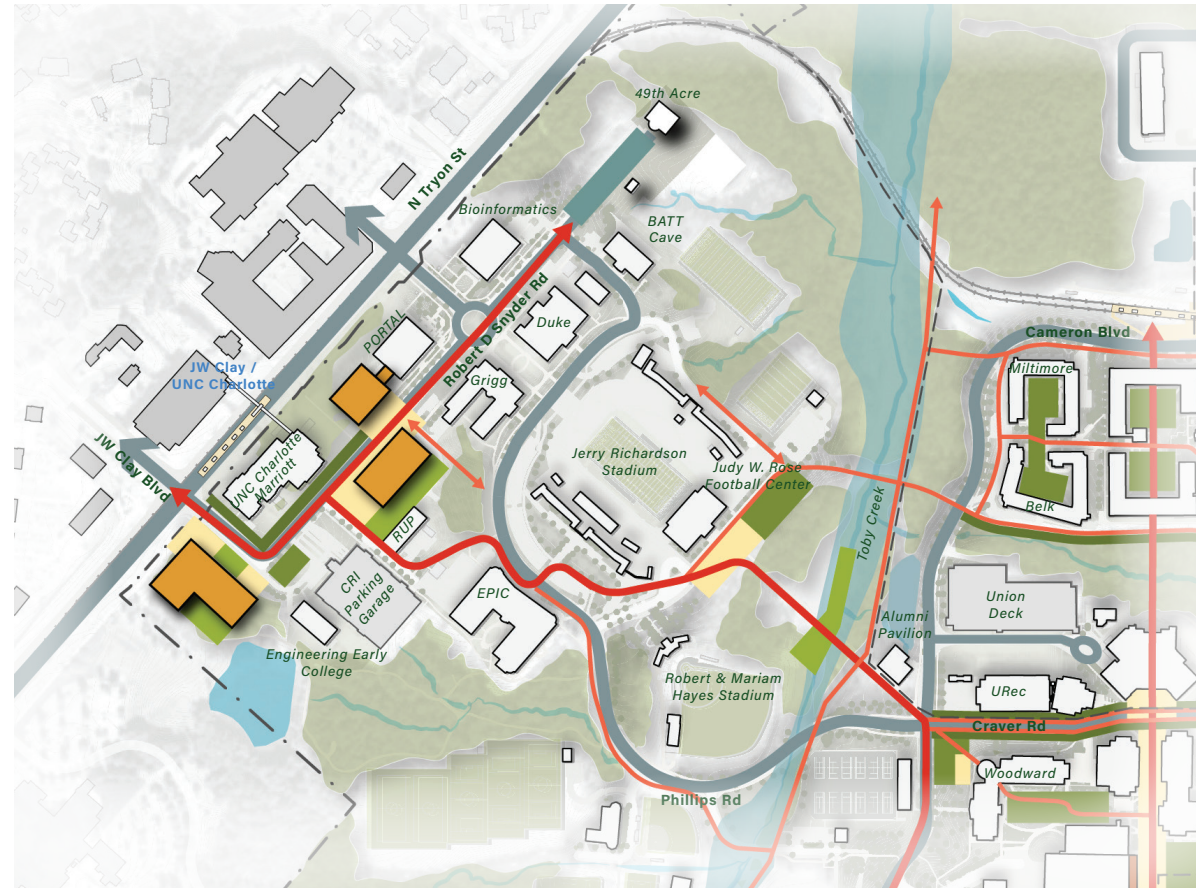 49th Acre
N Tryon St
Bioinformatics
BATT
Cave
PORTAL
Robert D Snyder Rd
Duke
Cameron Blvd
Miltimore
JW Clay /
UNC Charlotte
Grigg
JW Clay Blvd
UNC Charlotte
Marriott
Jerry Richardson
Stadium
Judy W. Rose
Football Center
Belk
RUP
Toby Creek
CRI
Parking
Garage
EPIC
Union
Deck
Alumni
Pavilion
Engineering Early
College
Robert & Mariam
Hayes Stadium
URec
Craver Rd
Woodward
Phillips Rd